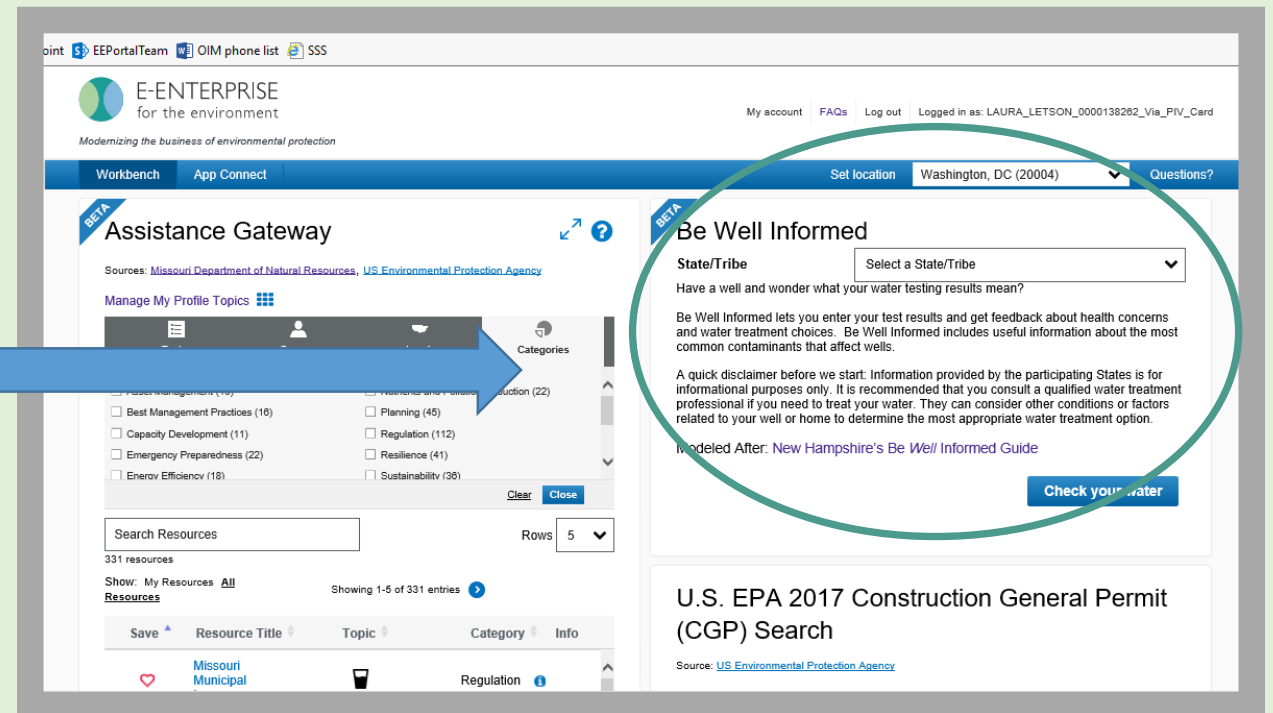 oint EEPortalTeam OIM phone list SSS
E-ENTERPRISE
for the environment
Modernizing the business of environmental protection
My account FAQs Log out Logged in as: LAURA_LETSON_0000138262_Via_PIV_Card
Workbench App Connect
Set location Washington, DC (20004) Questions?
BETA
Assistance Gateway
Sources: Missouri Department of Natural Resources, US Environmental Protection Agency
Manage My Profile Topics
Categories
(22)
Best Management Practices (16) Planning (45)
Capacity Development (11) Regulation (112)
Emergency Preparedness (22) Resilience (41)
Energy Efficiency (18) Sustainability (36)
Clear Close
Search Resources Rows 5
331 resources
Show: My Resources All
Resources
Showing 1-5 of 331 entries
Save Resource Title Topic Category Info
Missouri
Municipal
Regulation
BETA
Be Well Informed
State/Tribe Select a State/Tribe
Have a well and wonder what your water testing results mean?
Be Well Informed lets you enter your test results and get feedback about health concerns
and water treatment choices. Be Well Informed includes useful information about the most
common contaminants that affect wells.
A quick disclaimer before we start: Information provided by the participating States is for
informational purposes only. It is recommended that you consult a qualified water treatment
professional if you need to treat your water. They can consider other conditions or factors
related to your well or home to determine the most appropriate water treatment option.
Modeled After: New Hampshire's Be Well Informed Guide
Check your water
U.S. EPA 2017 Construction General Permit
(CGP) Search
Source: US Environmental Protection Agency